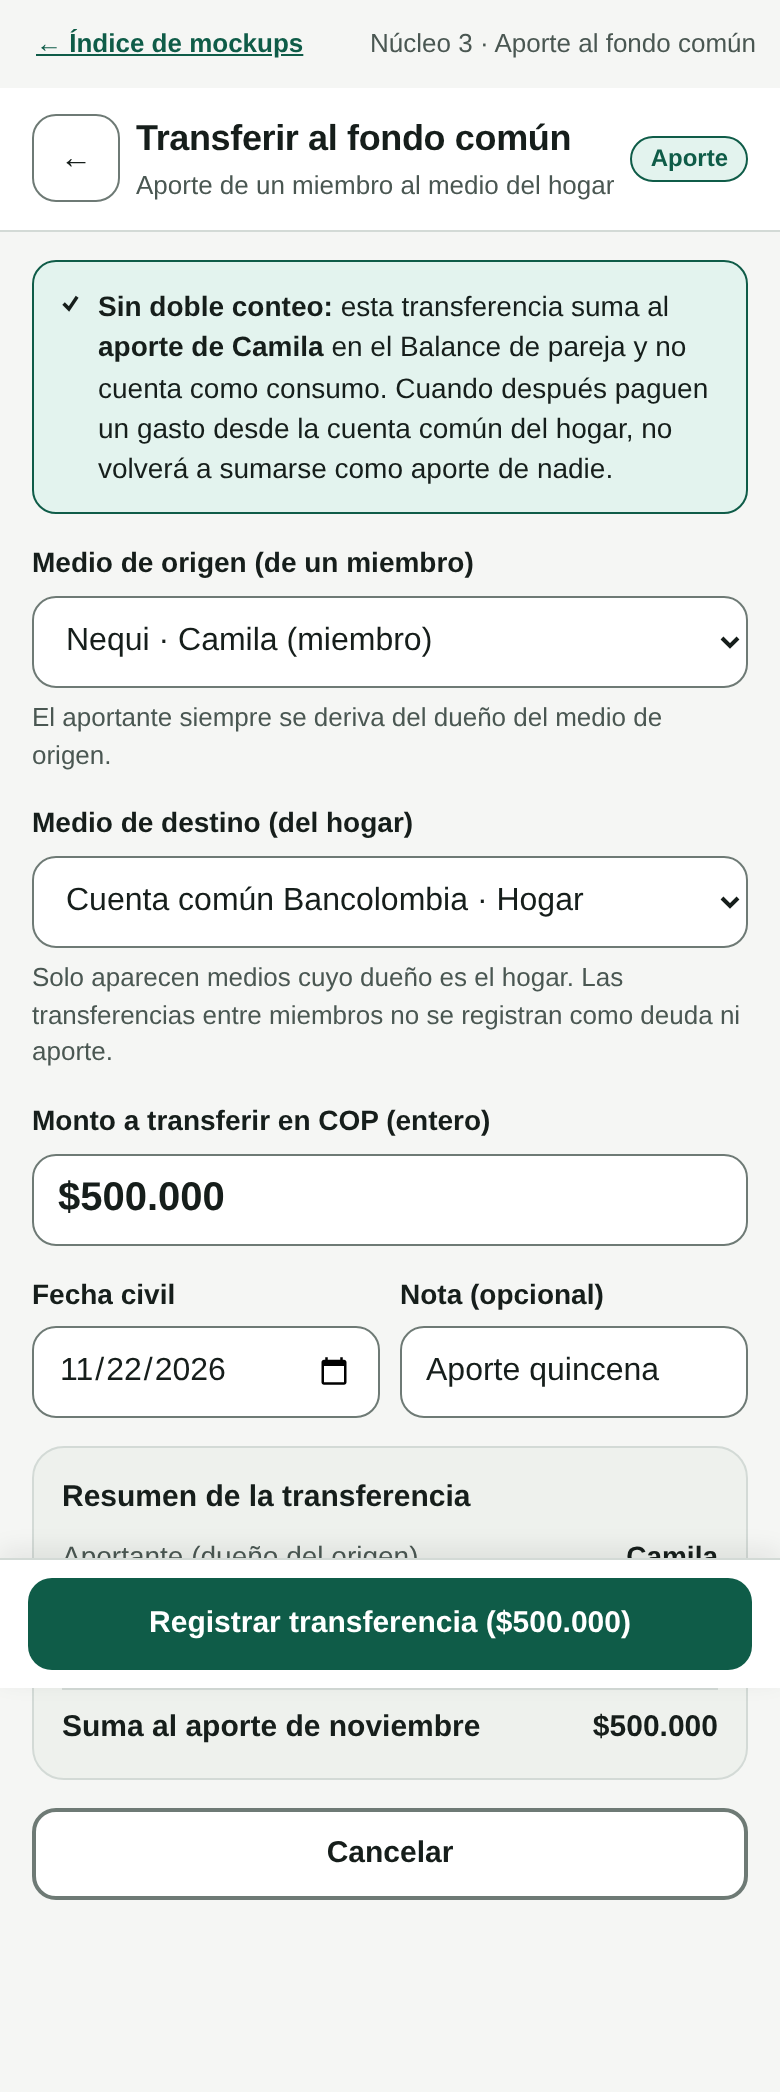 ← Índice de mockups
Núcleo 3 · Aporte al fondo común
←
Transferir al fondo común
Aporte de un miembro al medio del hogar
Aporte
✓ Sin doble conteo: esta transferencia suma al
aporte de Camila en el Balance de pareja y no
cuenta como consumo. Cuando después paguen
un gasto desde la cuenta común del hogar, no
volverá a sumarse como aporte de nadie.
Medio de origen (de un miembro)
Nequi · Camila (miembro)
El aportante siempre se deriva del dueño del medio de
origen.
Medio de destino (del hogar)
Cuenta común Bancolombia · Hogar
Solo aparecen medios cuyo dueño es el hogar. Las
transferencias entre miembros no se registran como deuda ni
aporte.
Monto a transferir en COP (entero)
$500.000
Fecha civil
Nota (opcional)
11/22/2026
Aporte quincena
Resumen de la transferencia
Aportante (dueño del origen)
Camila
Registrar transferencia ($500.000)
Suma al aporte de noviembre
$500.000
Cancelar